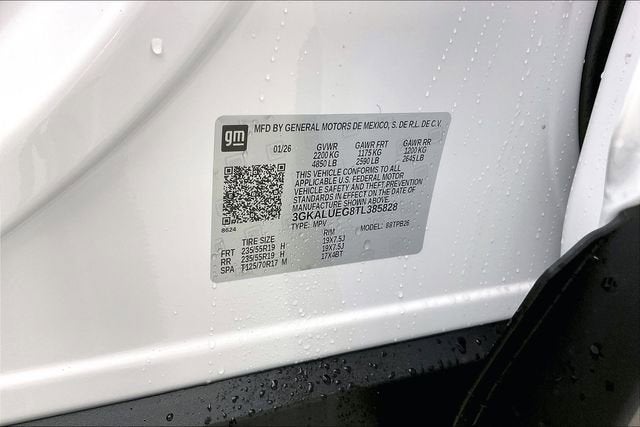 gm
MFD BY GENERAL MOTORS DE MEXICO, S. DE R.L. DE C.V.
01/26 GVWR GAWR FRT GAWR RR
2200 KG 1175 KG 1200 KG
4850 LB 2590 LB 2645 LB
THIS VEHICLE CONFORMS TO ALL
APPLICABLE U.S. FEDERAL MOTOR
VEHICLE SAFETY AND THEFT PREVENTION
STANDARDS IN EFFECT ON THE DATE OF
MANUFACTURE SHOWN ABOVE.
3GKALUEG8TL385828
8624
TYPE: MPV MODEL: 88TPB26
TIRE SIZE RIM
FRT 235/55R19 H 19X7.5J
RR 235/55R19 H 19X7.5J
SPA T125/70R17 M 17X4BT